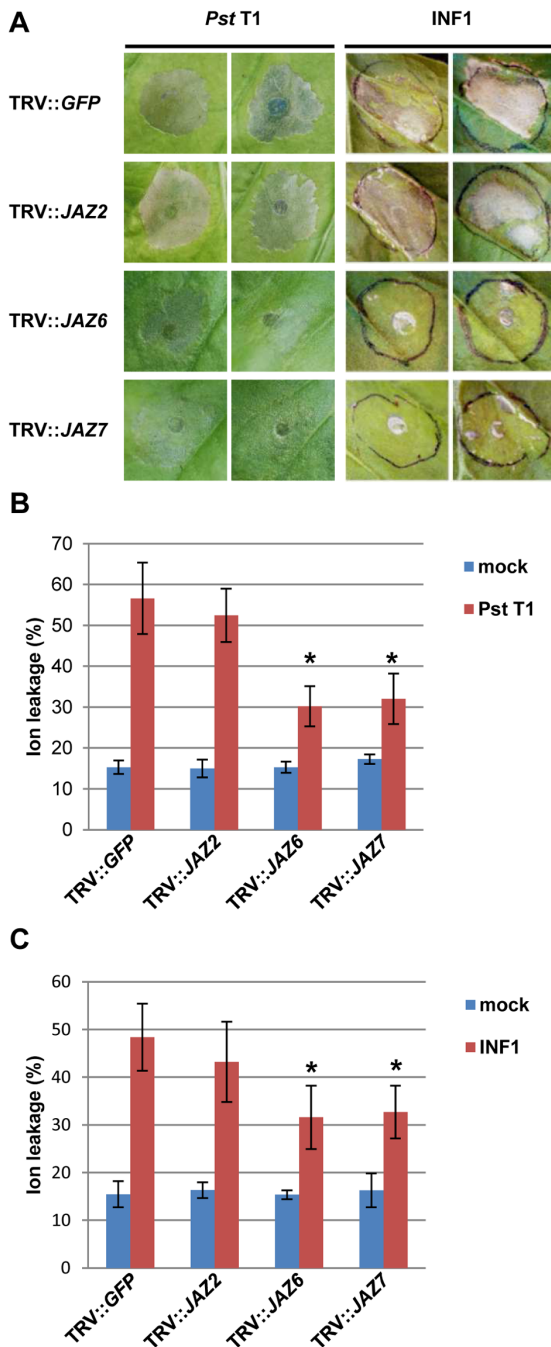 A
Pst T1 INF1
TRV::GFP
TRV::JAZ2
TRV::JAZ6
TRV::JAZ7
B
70
60
50
40
30
20
10
0
Ion leakage (%)
mock
Pst T1
* *
TRV::GFP TRV::JAZ2 TRV::JAZ6 TRV::JAZ7
C
60
50
40
30
20
10
0
Ion leakage (%)
mock
INF1
* *
TRV::GFP TRV::JAZ2 TRV::JAZ6 TRV::JAZ7